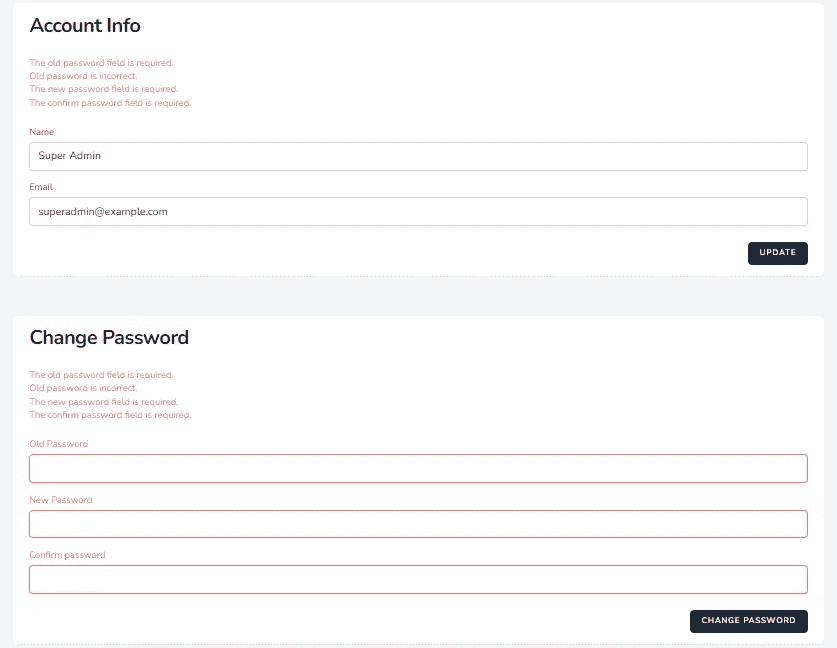 Account Info
The old password field is required.
Old password is incorrect.
The new password field is required.
The confirm password field is required.
Name
Super Admin
Email
superadmin@example.com
UPDATE
Change Password
The old password field is required.
Old password is incorrect.
The new password field is required.
The confirm password field is required.
Old Password
New Password
Confirm password
CHANGE PASSWORD